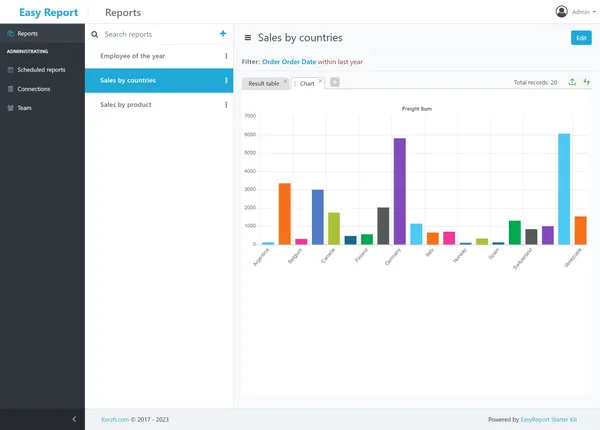 Easy Report
Reports
Admin
Reports
ADMINISTRATING
Scheduled reports
Connections
Team
Search reports
+
Employee of the year
Sales by countries
Sales by product
Sales by countries
Edit
Filter: Order Order Date within last year
Result table ×
Chart ×
+
Total records: 20
Freight Sum
7000
6000
5000
4000
3000
2000
1000
0
Argentina
Belgium
Canada
Finland
Germany
Italy
Norway
Spain
Switzerland
Venezuela
Korzh.com © 2017 - 2023
Powered by EasyReport Starter Kit